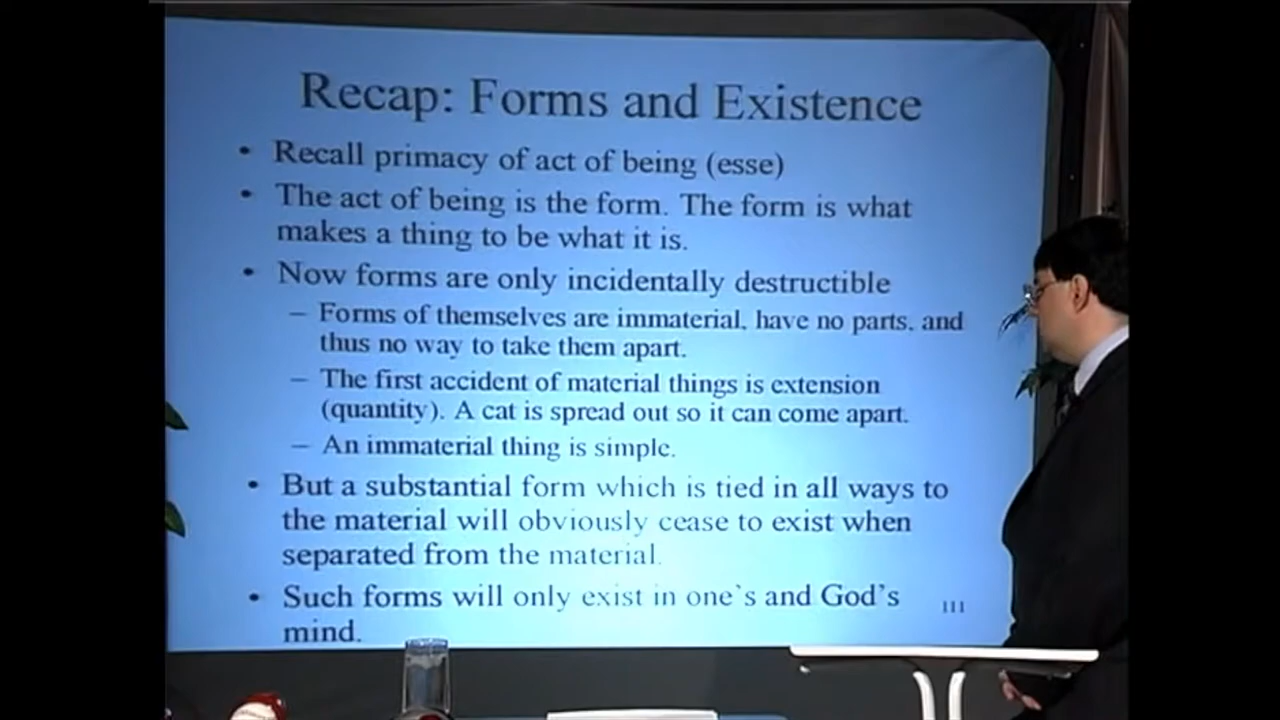 Recap: Forms and Existence
• Recall primacy of act of being (esse)
• The act of being is the form. The form is what
makes a thing to be what it is.
• Now forms are only incidentally destructible
– Forms of themselves are immaterial, have no parts, and
thus no way to take them apart.
– The first accident of material things is extension
(quantity). A cat is spread out so it can come apart.
– An immaterial thing is simple.
• But a substantial form which is tied in all ways to
the material will obviously cease to exist when
separated from the material.
• Such forms will only exist in one`s and God's
mind.
111